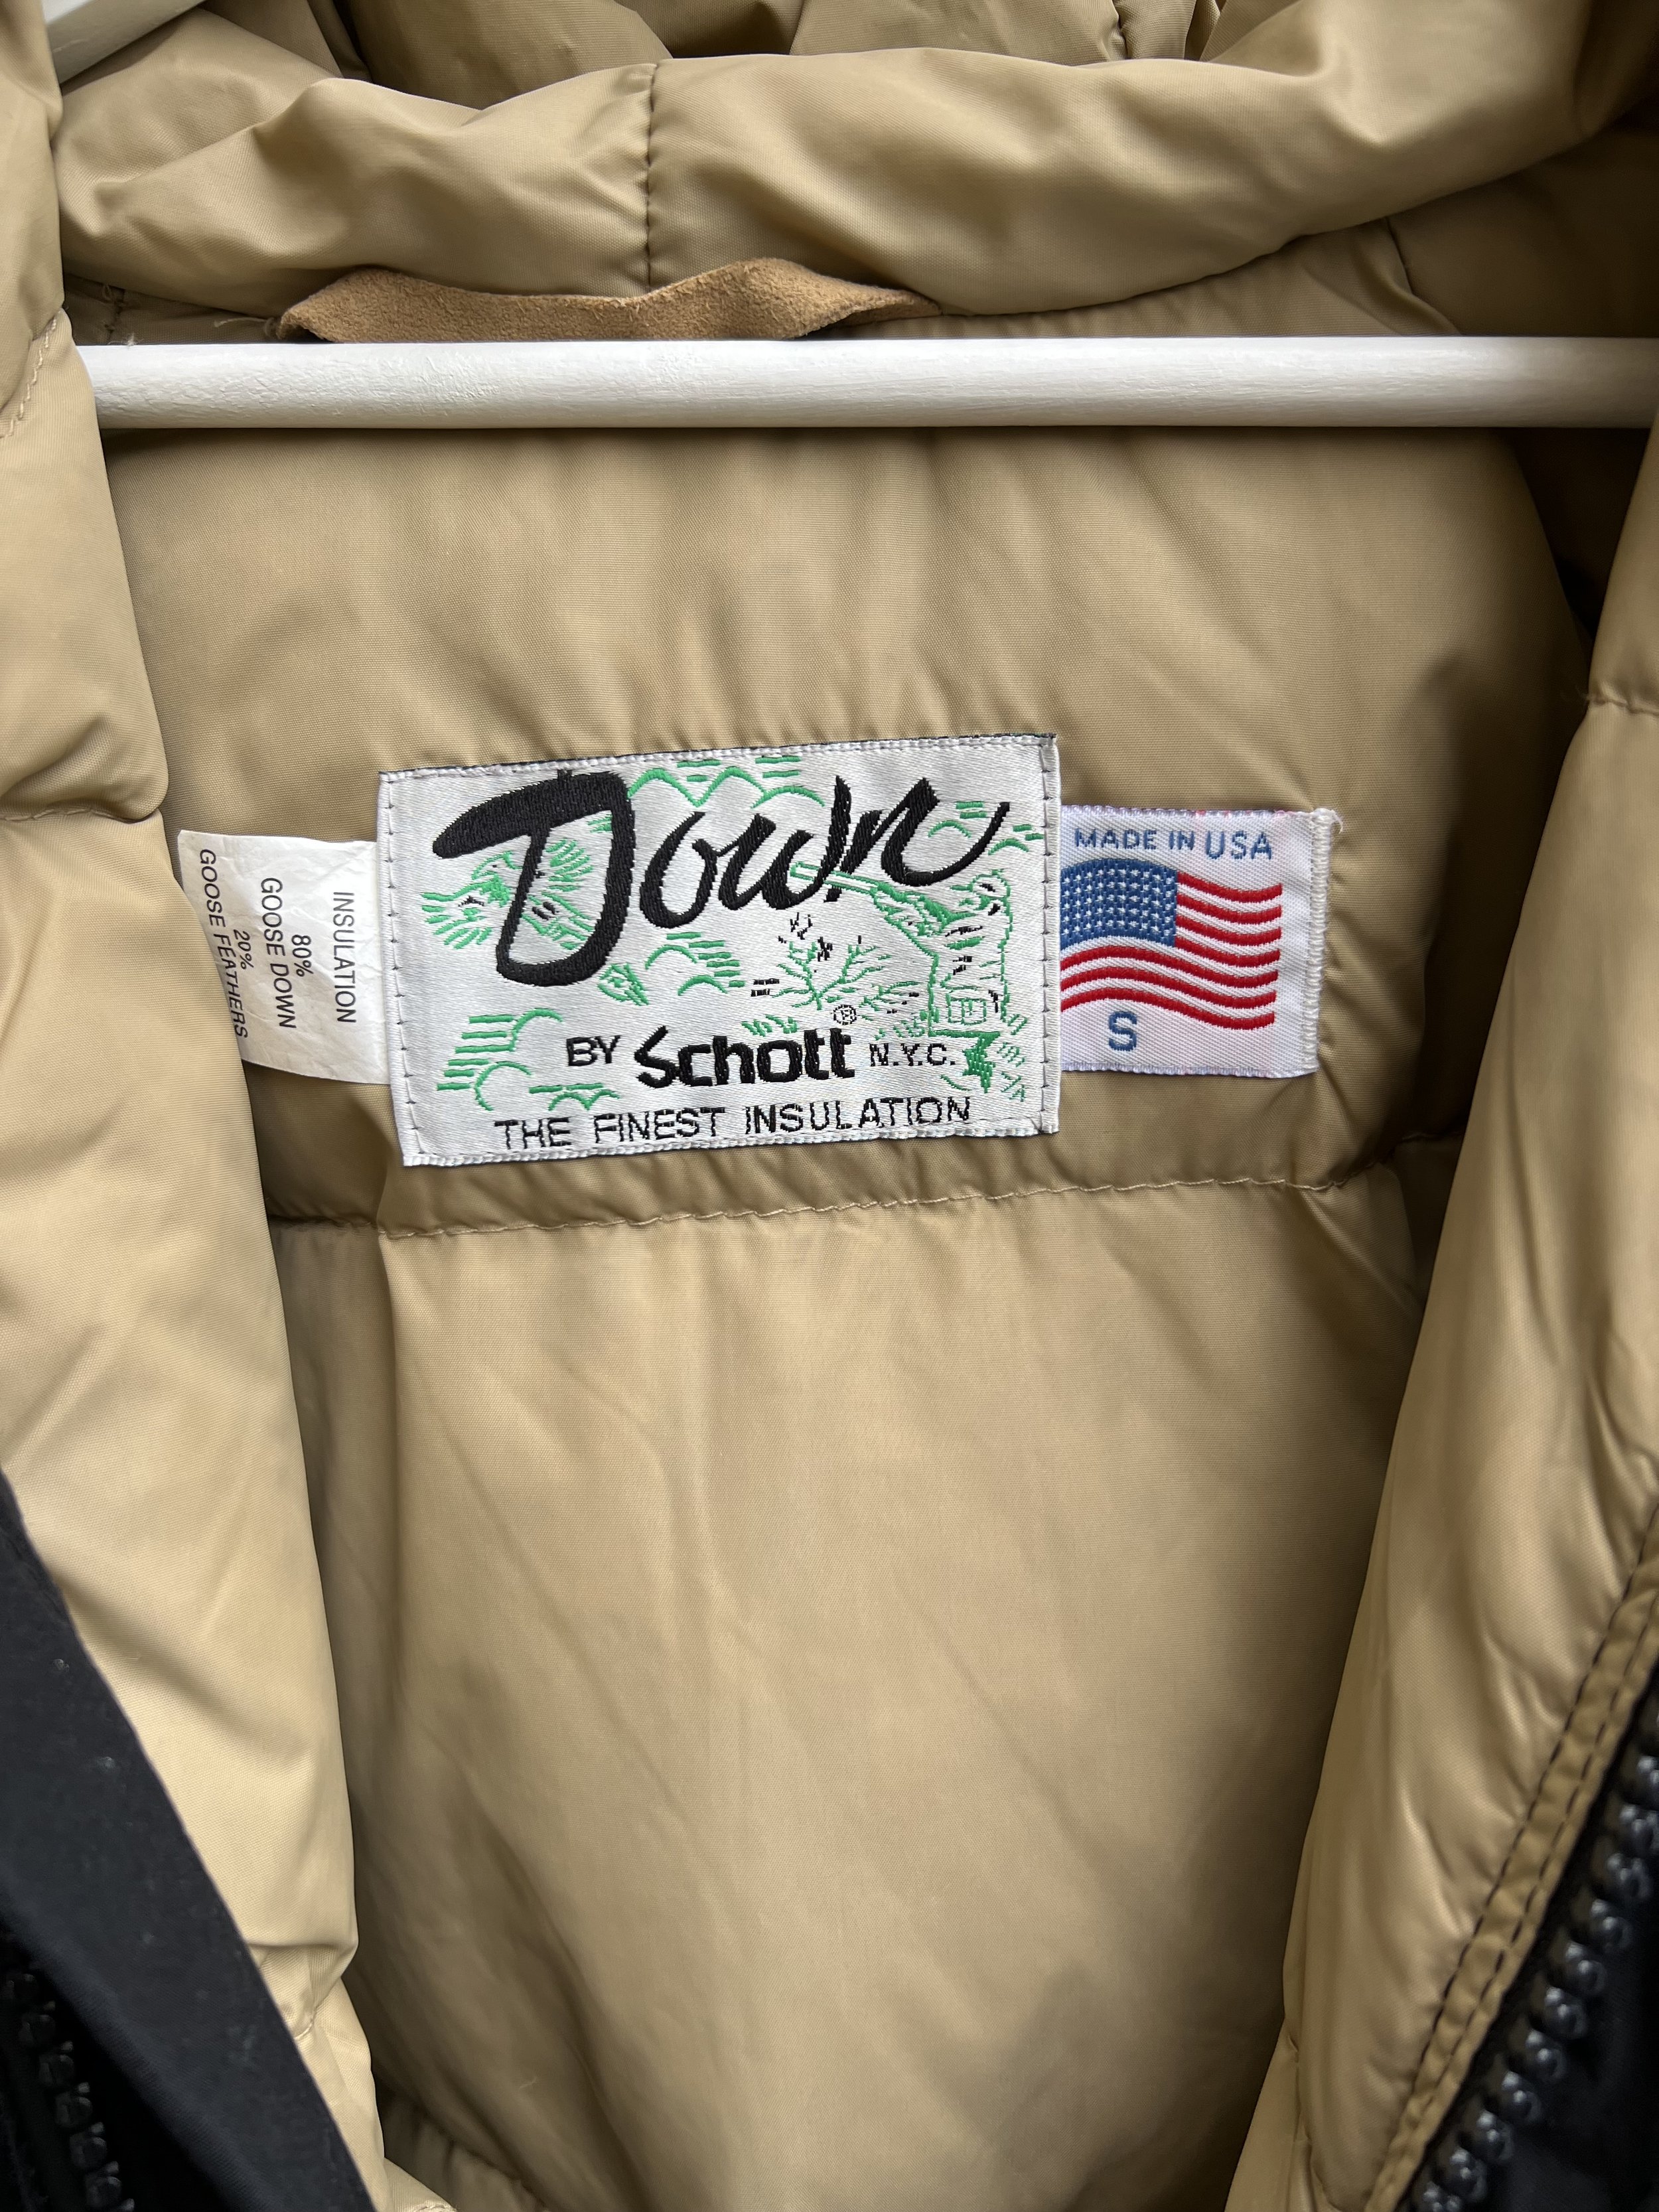 Down
BY Schott® N.Y.C.
THE FINEST INSULATION
MADE IN USA
S
INSULATION
80%
GOOSE DOWN
20%
GOOSE FEATHERS